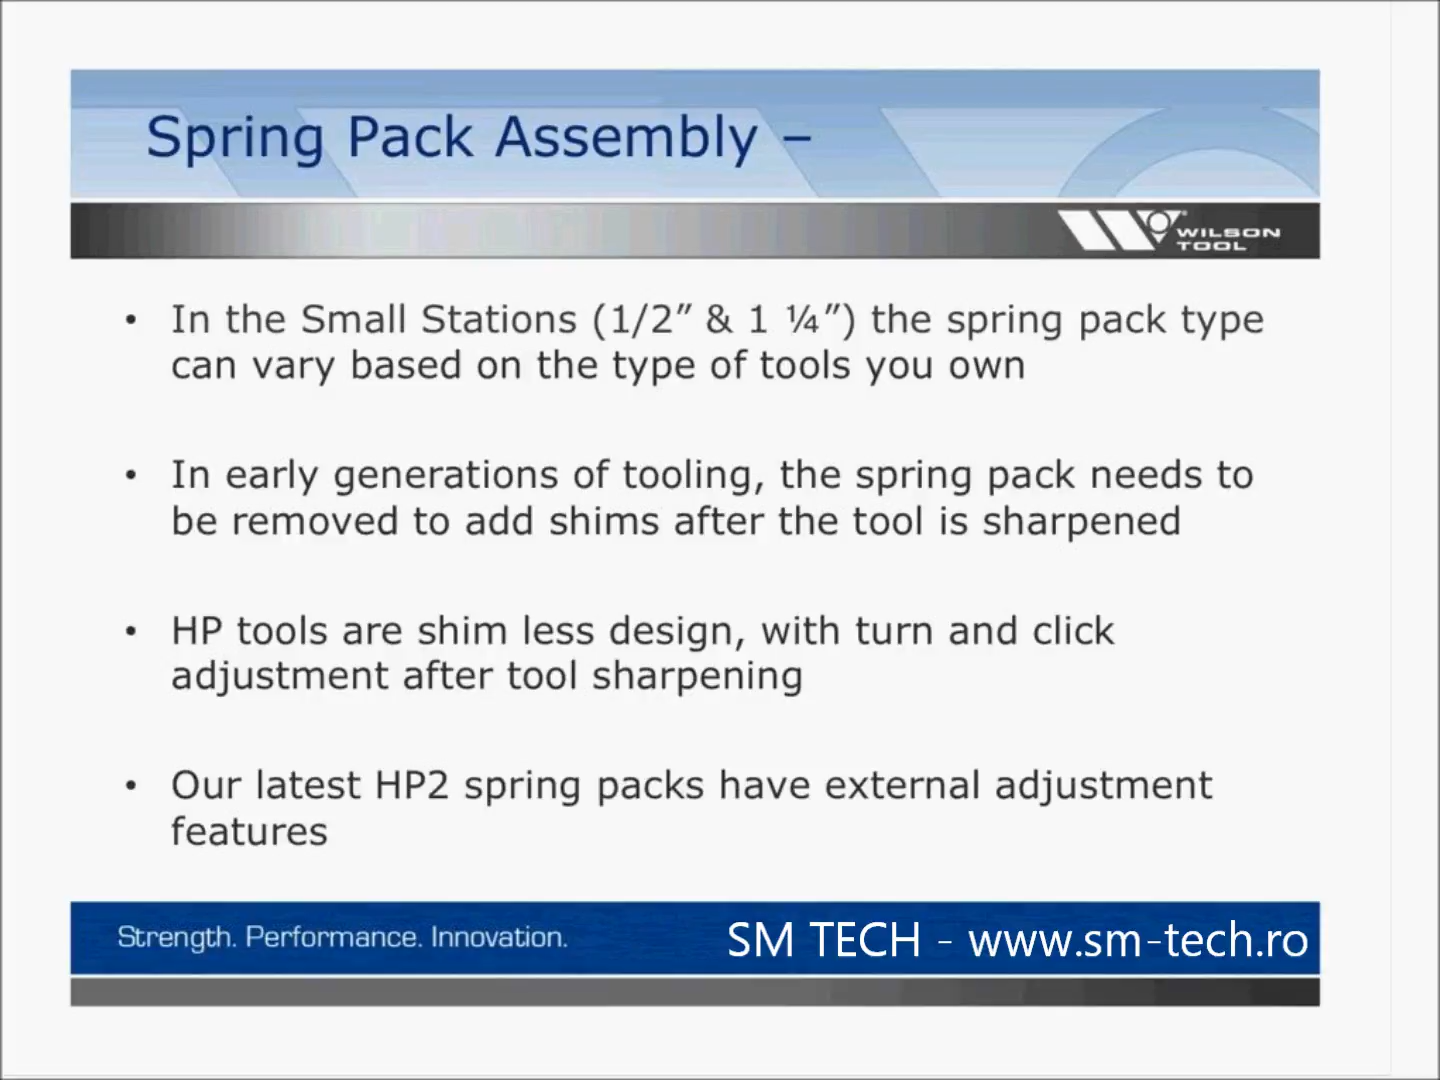 Spring Pack Assembly –
WILSON
TOOL
• In the Small Stations (1/2” & 1 ¼”) the spring pack type
can vary based on the type of tools you own
• In early generations of tooling, the spring pack needs to
be removed to add shims after the tool is sharpened
• HP tools are shim less design, with turn and click
adjustment after tool sharpening
• Our latest HP2 spring packs have external adjustment
features
Strength. Performance. Innovation.
SM TECH - www.sm-tech.ro